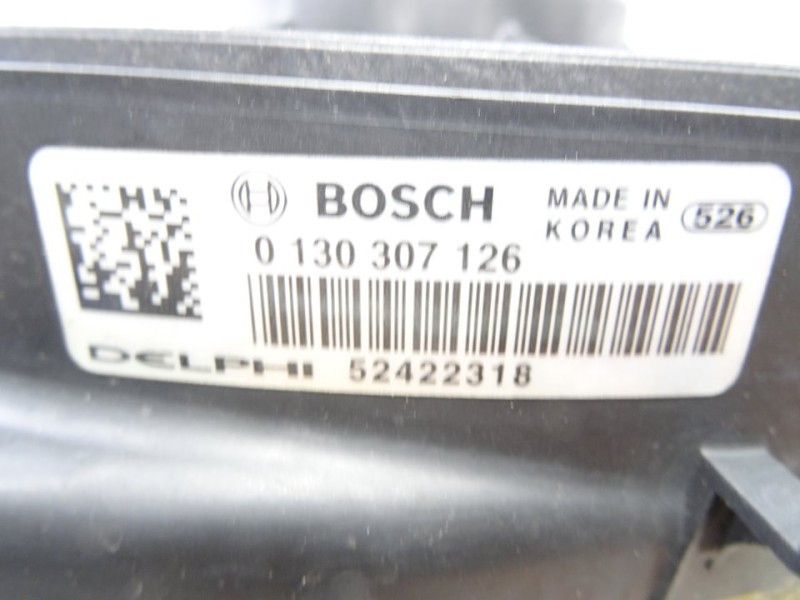 BOSCH
MADE IN
KOREA
526
0 130 307 126
DELPHI 52422318